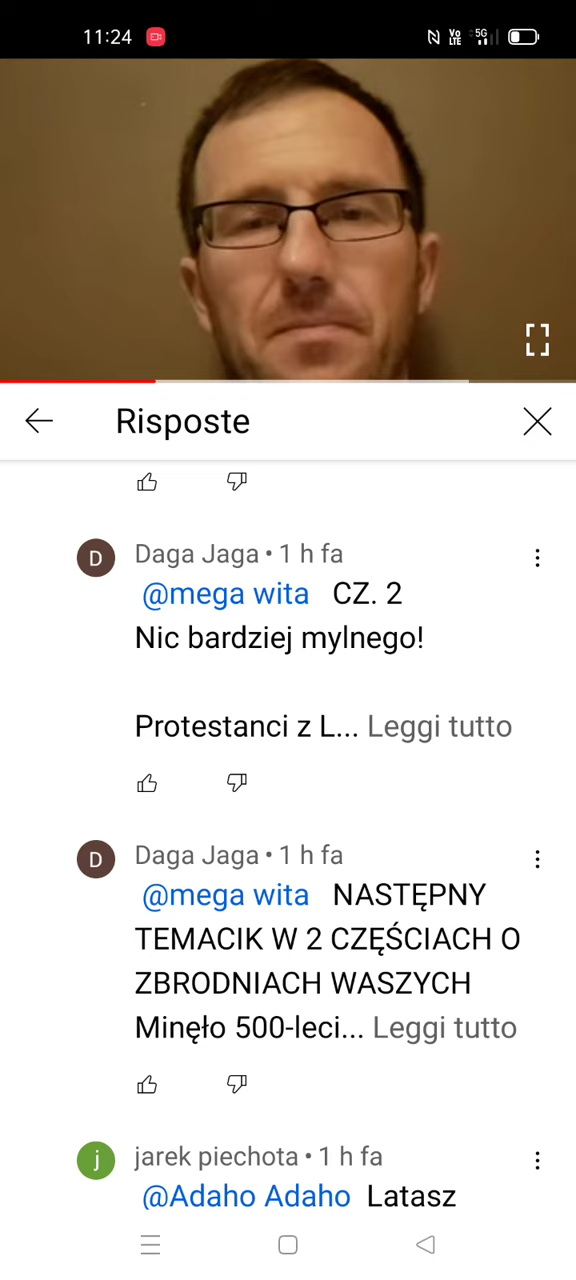 11:24
VoLTE 5G
Risposte
D
Daga Jaga • 1 h fa
@mega wita CZ. 2
Nic bardziej mylnego!
Protestanci z L... Leggi tutto
D
Daga Jaga • 1 h fa
@mega wita NASTĘPNY
TEMACIK W 2 CZĘŚCIACH O
ZBRODNIACH WASZYCH
Minęło 500-leci... Leggi tutto
j
jarek piechota • 1 h fa
@Adaho Adaho Latasz